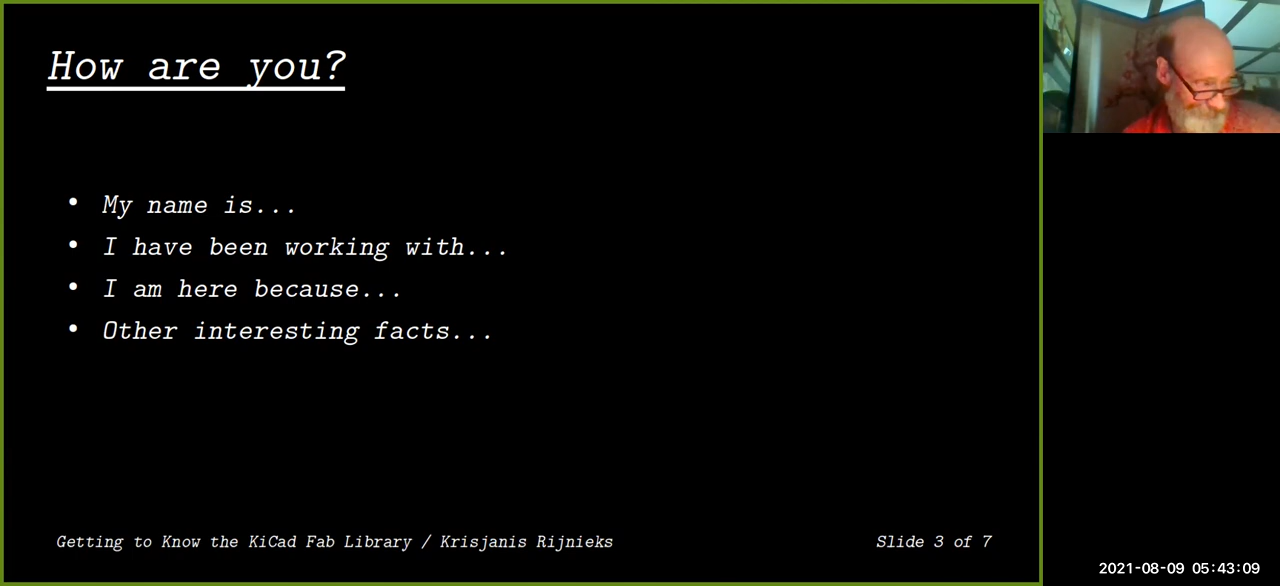 How are you?
• My name is...
• I have been working with...
• I am here because...
• Other interesting facts...
Getting to Know the KiCad Fab Library / Krisjanis Rijnieks
Slide 3 of 7
2021-08-09 05:43:09